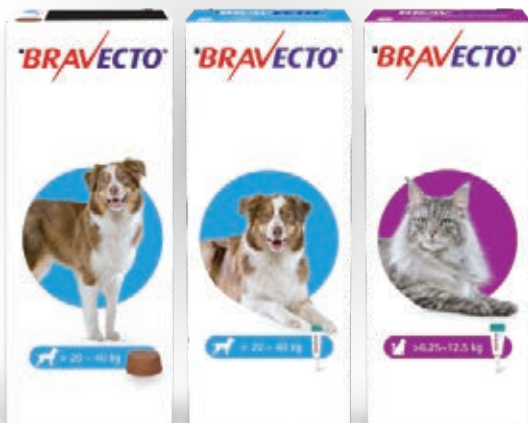 BRAVECTO
> 20 – 40 kg
BRAVECTO
> 20 – 40 kg
BRAVECTO
>6.25–12.5 kg